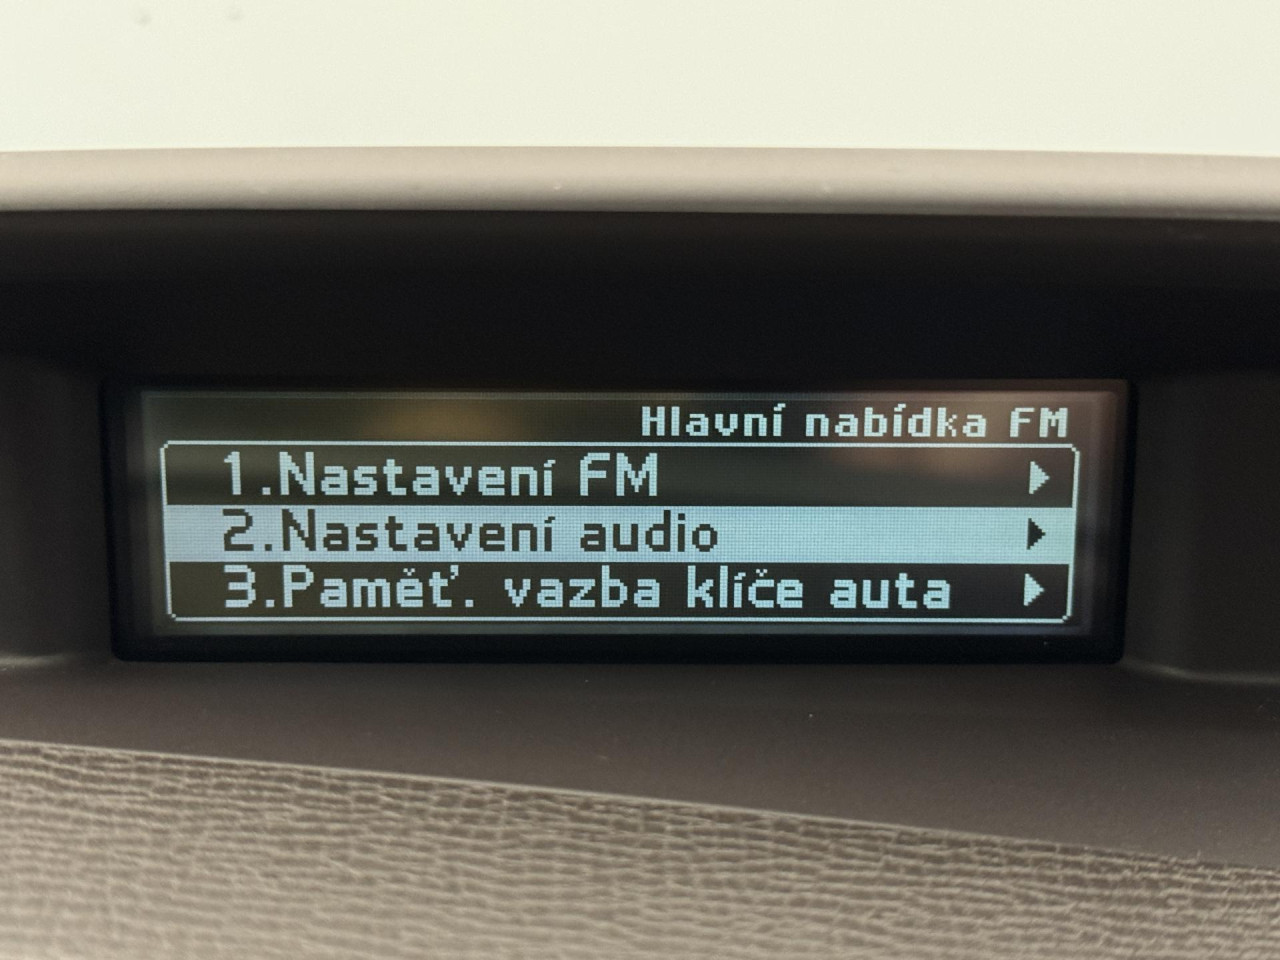 Hlavní nabídka FM
1.Nastavení FM
2.Nastavení audio
3.Paměť. vazba klíče auta